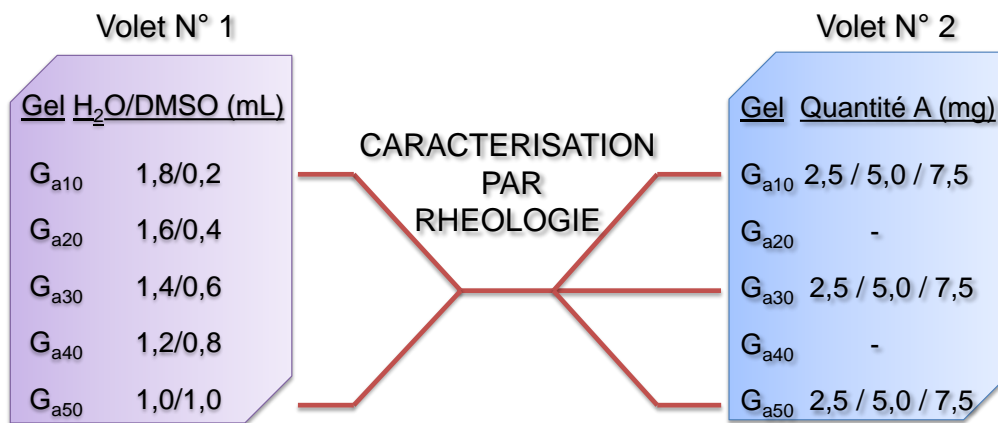 Volet N° 1
Gel H₂O/DMSO (mL)
Gₐ₁₀ 1,8/0,2
Gₐ₂₀ 1,6/0,4
Gₐ₃₀ 1,4/0,6
Gₐ₄₀ 1,2/0,8
Gₐ₅₀ 1,0/1,0
CARACTERISATION
PAR
RHEOLOGIE
Volet N° 2
Gel Quantité A (mg)
Gₐ₁₀ 2,5 / 5,0 / 7,5
Gₐ₂₀ -
Gₐ₃₀ 2,5 / 5,0 / 7,5
Gₐ₄₀ -
Gₐ₅₀ 2,5 / 5,0 / 7,5